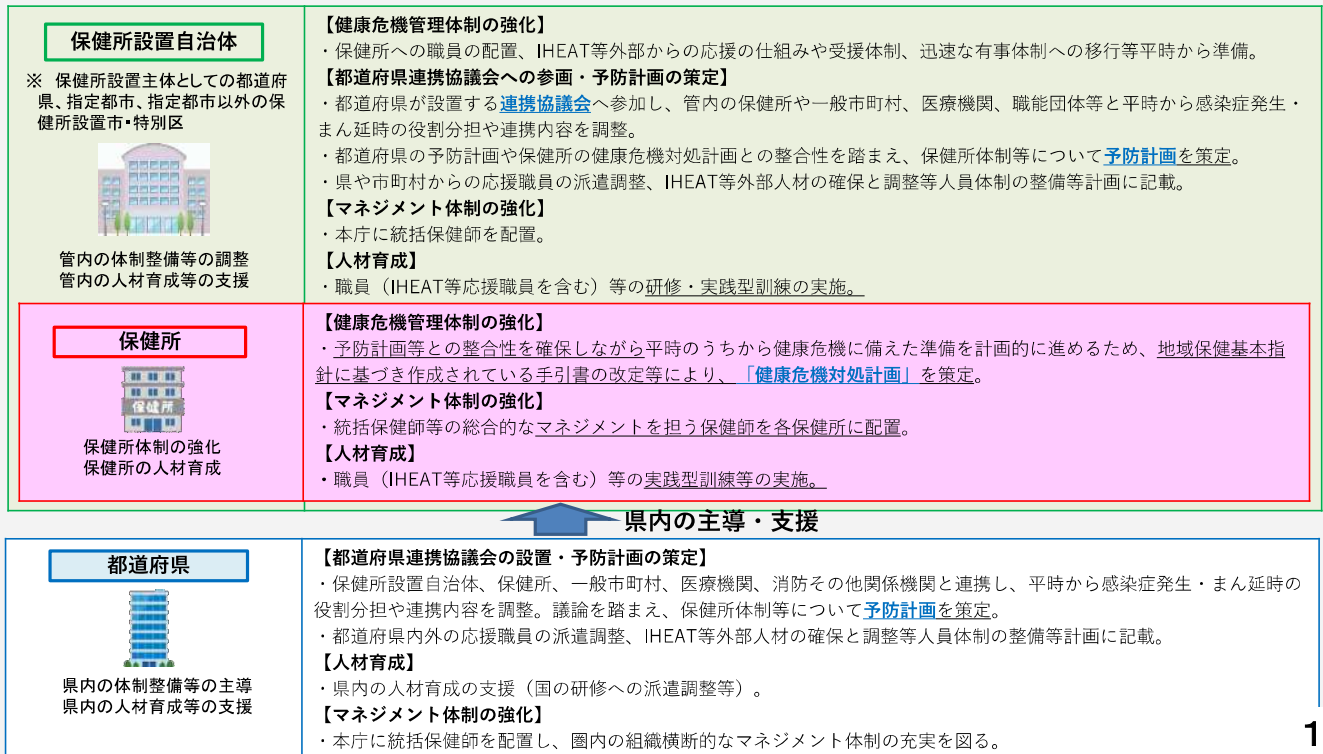 保健所設置自治体
※ 保健所設置主体としての都道府
県、指定都市、指定都市以外の保
健所設置市・特別区
管内の体制整備等の調整
管内の人材育成等の支援
【健康危機管理体制の強化】
・保健所への職員の配置、IHEAT等外部からの応援の仕組みや受援体制、迅速な有事体制への移行等平時から準備。
【都道府県連携協議会への参画・予防計画の策定】
・都道府県が設置する連携協議会へ参加し、管内の保健所や一般市町村、医療機関、職能団体等と平時から感染症発生・
まん延時の役割分担や連携内容を調整。
・都道府県の予防計画や保健所の健康危機対処計画との整合性を踏まえ、保健所体制等について予防計画を策定。
・県や市町村からの応援職員の派遣調整、IHEAT等外部人材の確保と調整等人員体制の整備等計画に記載。
【マネジメント体制の強化】
・本庁に統括保健師を配置。
【人材育成】
・職員（IHEAT等応援職員を含む）等の研修・実践型訓練の実施。
保健所
保健所
保健所体制の強化
保健所の人材育成
【健康危機管理体制の強化】
・予防計画等との整合性を確保しながら平時のうちから健康危機に備えた準備を計画的に進めるため、地域保健基本指
針に基づき作成されている手引書の改定等により、「健康危機対処計画」を策定。
【マネジメント体制の強化】
・統括保健師等の総合的なマネジメントを担う保健師を各保健所に配置。
【人材育成】
・職員（IHEAT等応援職員を含む）等の実践型訓練等の実施。
県内の主導・支援
都道府県
県内の体制整備等の主導
県内の人材育成等の支援
【都道府県連携協議会の設置・予防計画の策定】
・保健所設置自治体、保健所、一般市町村、医療機関、消防その他関係機関と連携し、平時から感染症発生・まん延時の
役割分担や連携内容を調整。議論を踏まえ、保健所体制等について予防計画を策定。
・都道府県内外の応援職員の派遣調整、IHEAT等外部人材の確保と調整等人員体制の整備等計画に記載。
【人材育成】
・県内の人材育成の支援（国の研修への派遣調整等）。
【マネジメント体制の強化】
・本庁に統括保健師を配置し、圏内の組織横断的なマネジメント体制の充実を図る。
1